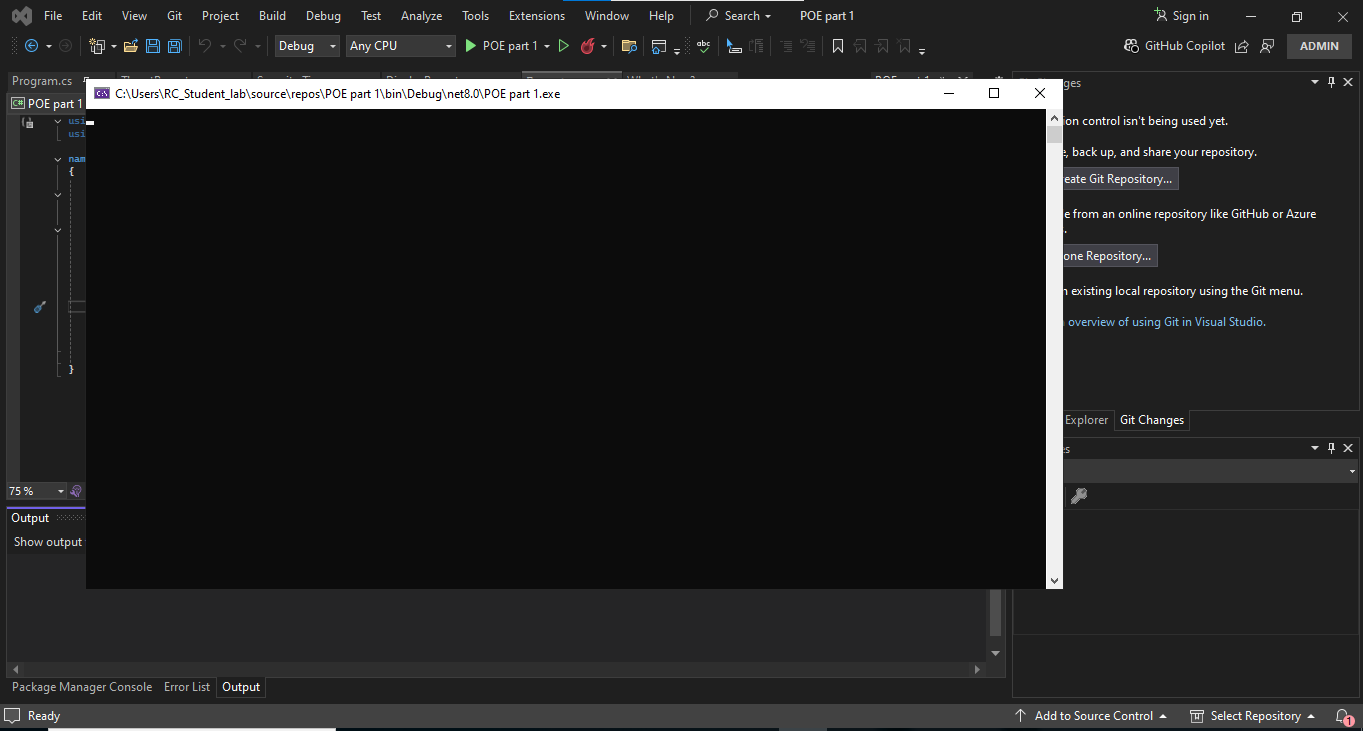 File Edit View Git Project Build Debug Test Analyze Tools Extensions Window Help Search POE part 1 Sign in
Debug Any CPU POE part 1 GitHub Copilot ADMIN
Program.cs
C:\Users\RC_Student_lab\source\repos\POE part 1\bin\Debug\net8.0\POE part 1.exe
C# POE part 1
usi
usi
nam
{
}
ion control isn't being used yet.
, back up, and share your repository.
eate Git Repository...
e from an online repository like GitHub or Azure
one Repository...
n existing local repository using the Git menu.
overview of using Git in Visual Studio.
Explorer Git Changes
75 %
Output
Show output
Package Manager Console Error List Output
Ready Add to Source Control Select Repository 1